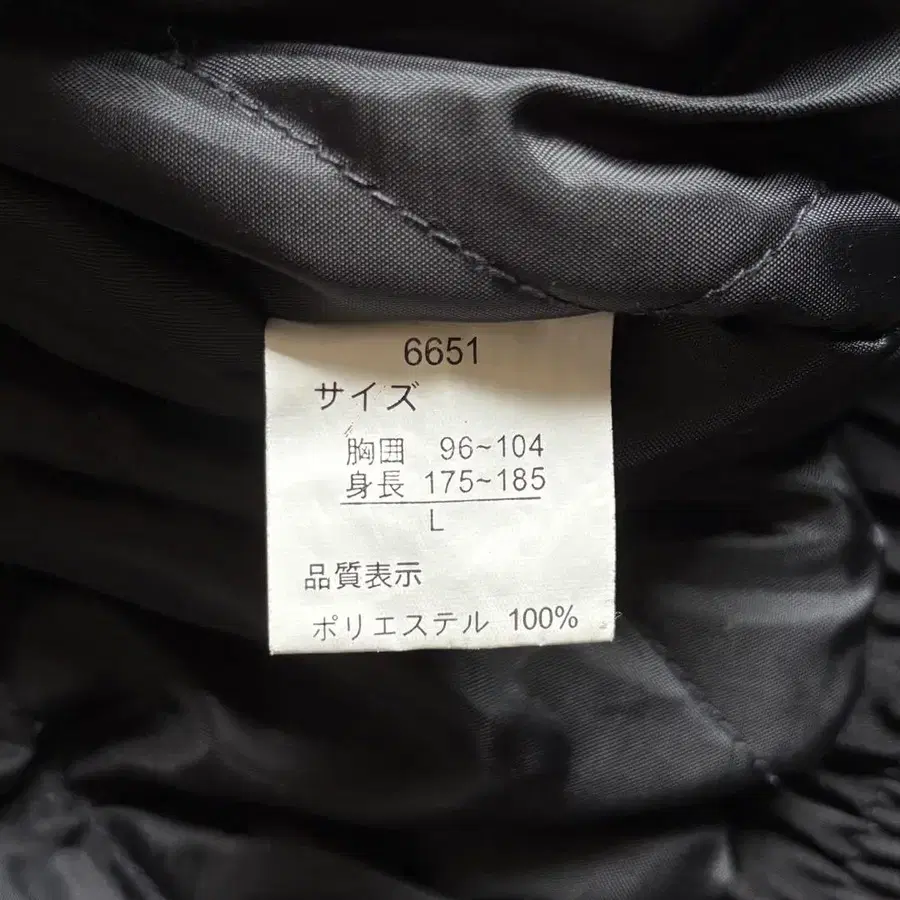 6651
サイズ
胸囲 96~104
身長 175~185
L
品質表示
ポリエステル 100%